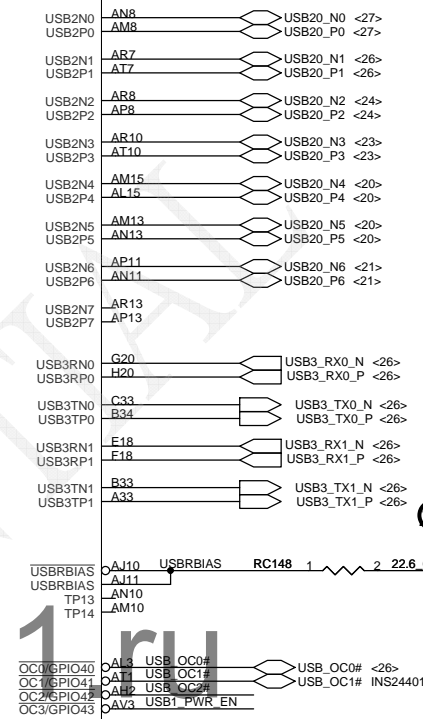 USB2N0 AN8 USB20_N0 <27>
USB2P0 AM8 USB20_P0 <27>
USB2N1 AR7 USB20_N1 <26>
USB2P1 AT7 USB20_P1 <26>
USB2N2 AR8 USB20_N2 <24>
USB2P2 AP8 USB20_P2 <24>
USB2N3 AR10 USB20_N3 <23>
USB2P3 AT10 USB20_P3 <23>
USB2N4 AM15 USB20_N4 <20>
USB2P4 AL15 USB20_P4 <20>
USB2N5 AM13 USB20_N5 <20>
USB2P5 AN13 USB20_P5 <20>
USB2N6 AP11 USB20_N6 <21>
USB2P6 AN11 USB20_P6 <21>
USB2N7 AR13
USB2P7 AP13
USB3RN0 G20 USB3_RX0_N <26>
USB3RP0 H20 USB3_RX0_P <26>
USB3TN0 C33 USB3_TX0_N <26>
USB3TP0 B34 USB3_TX0_P <26>
USB3RN1 E18 USB3_RX1_N <26>
USB3RP1 F18 USB3_RX1_P <26>
USB3TN1 B33 USB3_TX1_N <26>
USB3TP1 A33 USB3_TX1_P <26>
USBRBIAS AJ10 USBRBIAS RC148 1 2 22.6_
USBRBIAS AJ11
TP13 AN10
TP14 AM10
1.ru
OC0/GPIO40 AL3 USB_OC0# USB_OC0# <26>
OC1/GPIO41 AT1 USB_OC1# USB_OC1# INS24401
OC2/GPIO42 AH2 USB_OC2#
OC3/GPIO43 AV3 USB1_PWR_EN